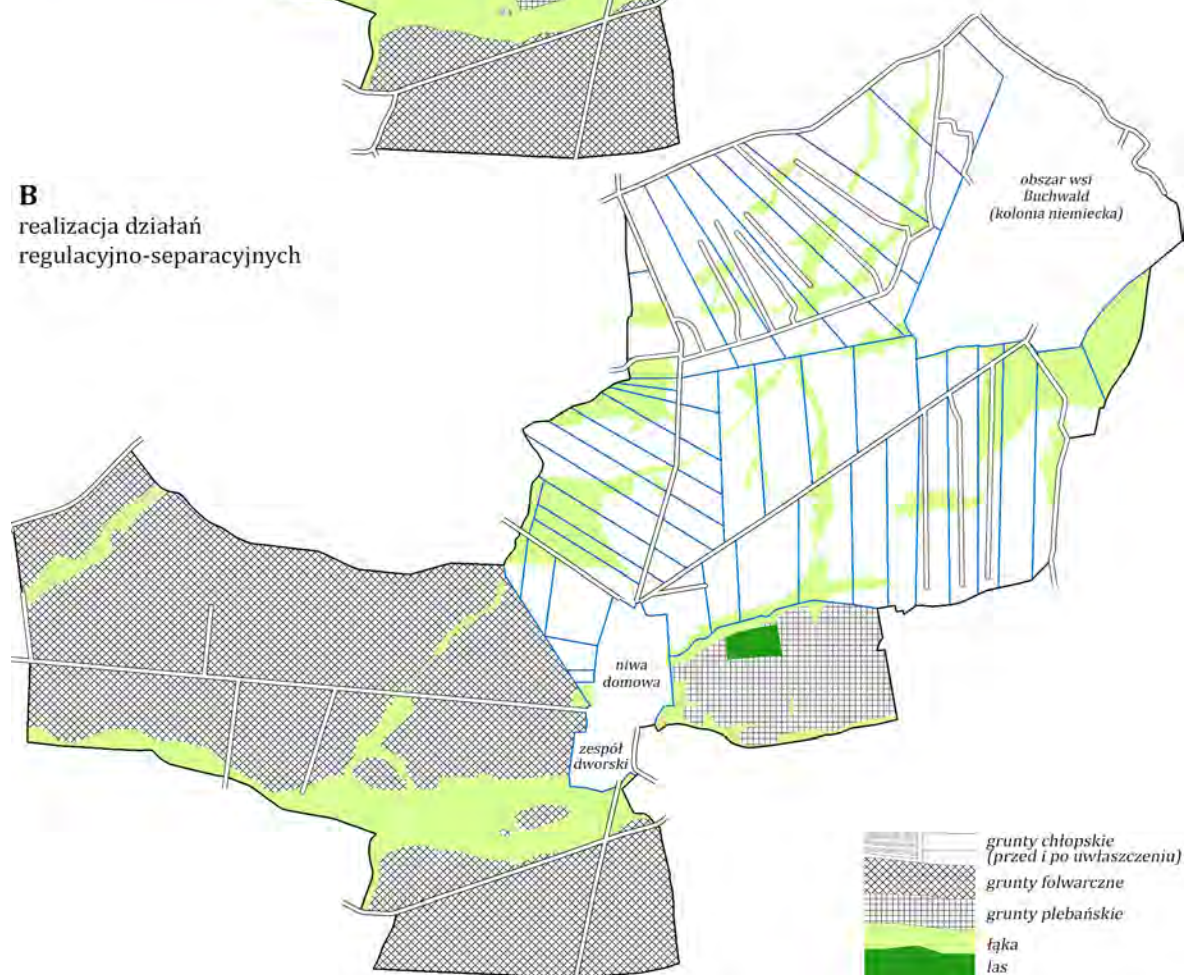 B
realizacja działań
regulacyjno-separacyjnych
obszar wsi
Buchwald
(kolonia niemiecka)
niwa
domowa
zespół
dworski
grunty chłopskie
(przed i po uwłaszczeniu)
grunty folwarczne
grunty plebańskie
łąka
las